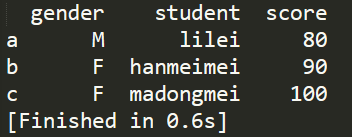 gender student score
a M lilei 80
b F hanmeimei 90
c F madongmei 100
[Finished in 0.6s]